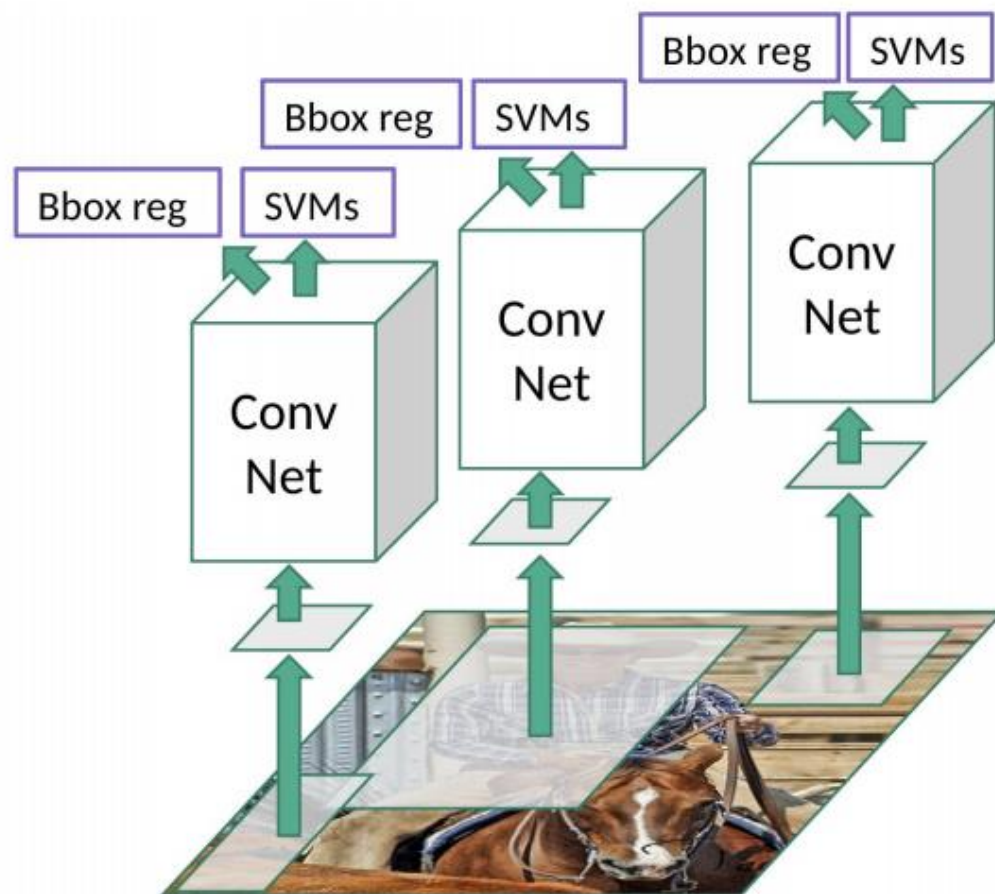 Bbox reg
SVMs
Bbox reg
SVMs
Bbox reg
SVMs
Conv
Net
Conv
Net
Conv
Net